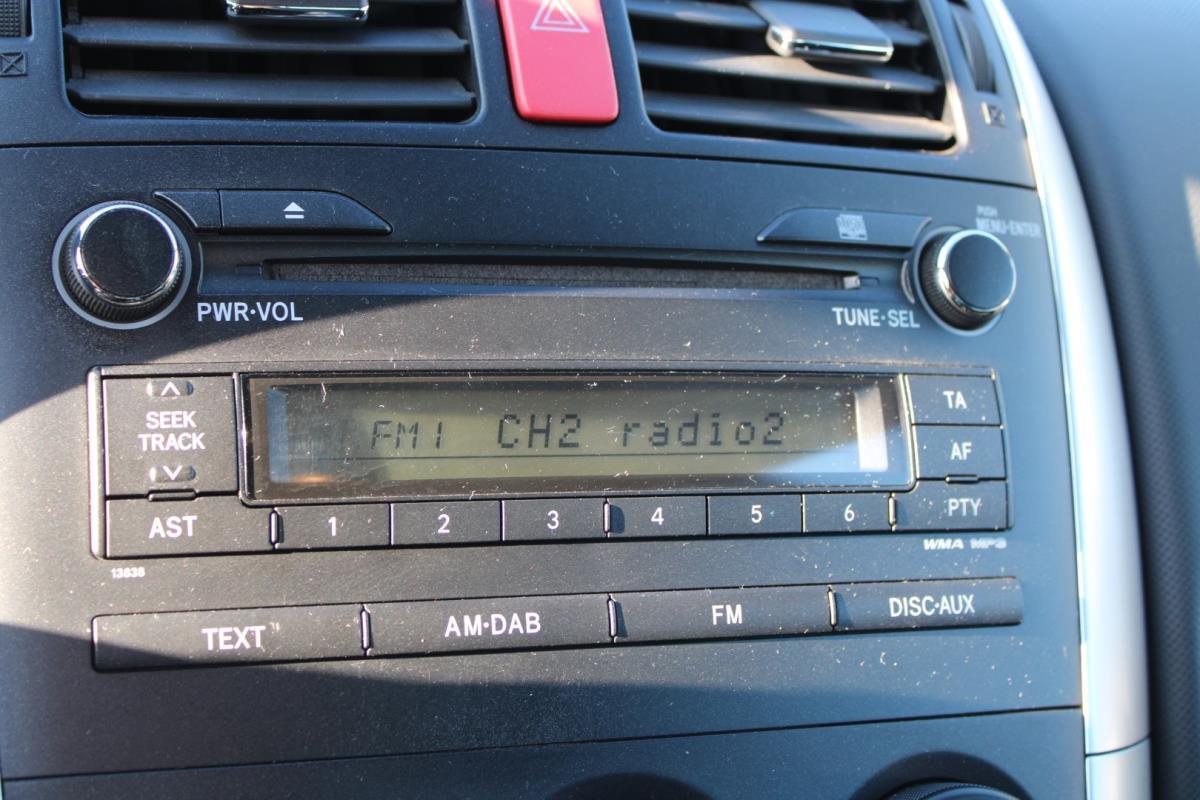 PUSH
MENU·ENTER
PWR·VOL
TUNE·SEL
SEEK
TRACK
FM1 CH2 radio2
TA
AF
AST
1
2
3
4
5
6
PTY
WMA MP3
13838
TEXT
AM·DAB
FM
DISC·AUX